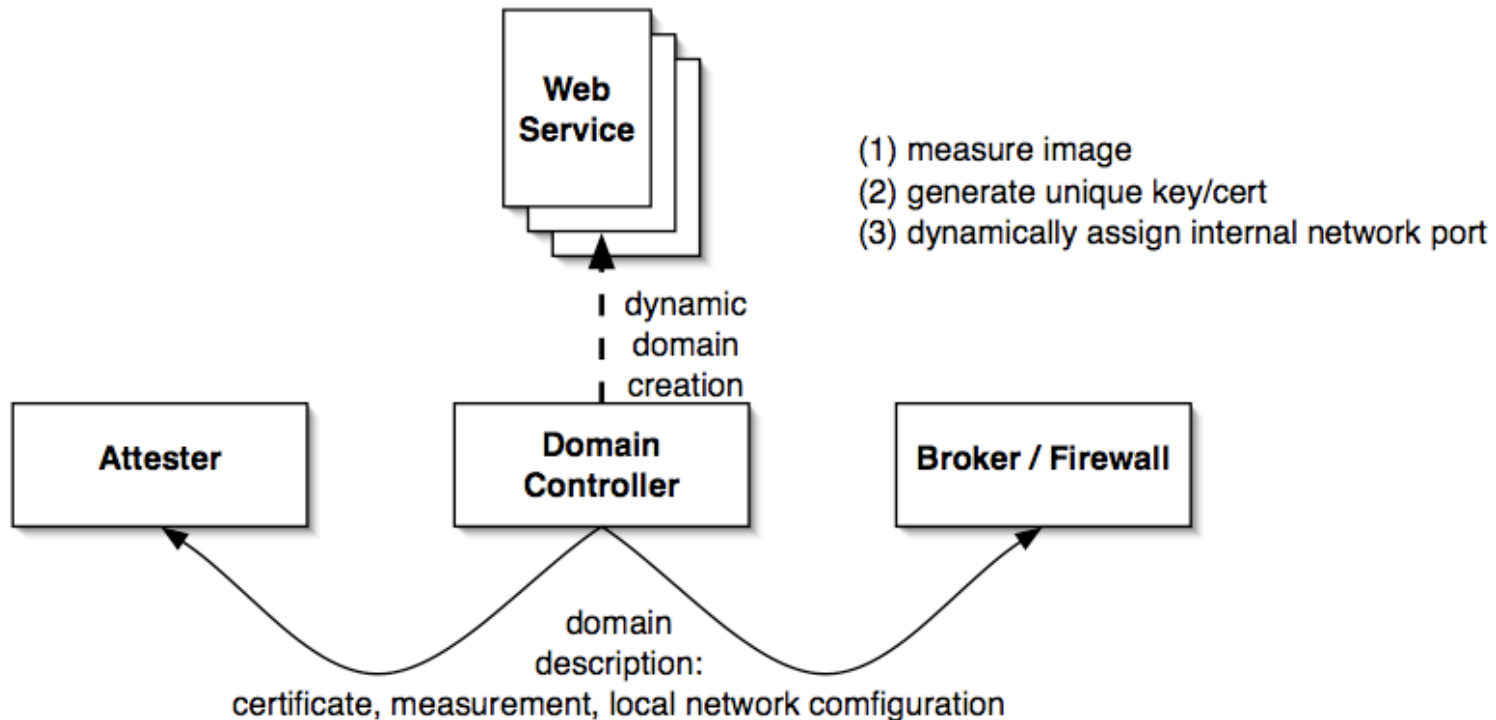 Web
Service
(1) measure image
(2) generate unique key/cert
(3) dynamically assign internal network port
dynamic
domain
creation
Attester
Domain
Controller
Broker / Firewall
domain
description:
certificate, measurement, local network comfiguration